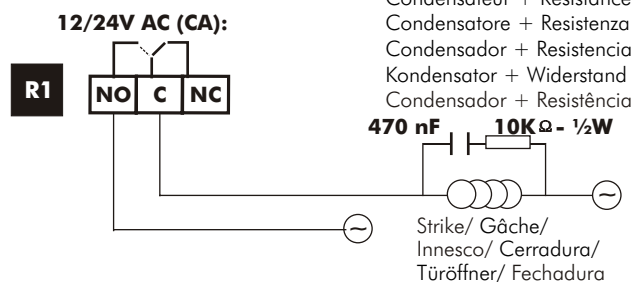 Condensateur + Résistance
12/24V AC (CA):
Condensatore + Resistenza
Condensador + Resistencia
Kondensator + Widerstand
Condensador + Resistência
R1
NO C NC
470 nF 10KΩ - ½W
~
~
Strike/ Gâche/
Innesco/ Cerradura/
Türöffner/ Fechadura